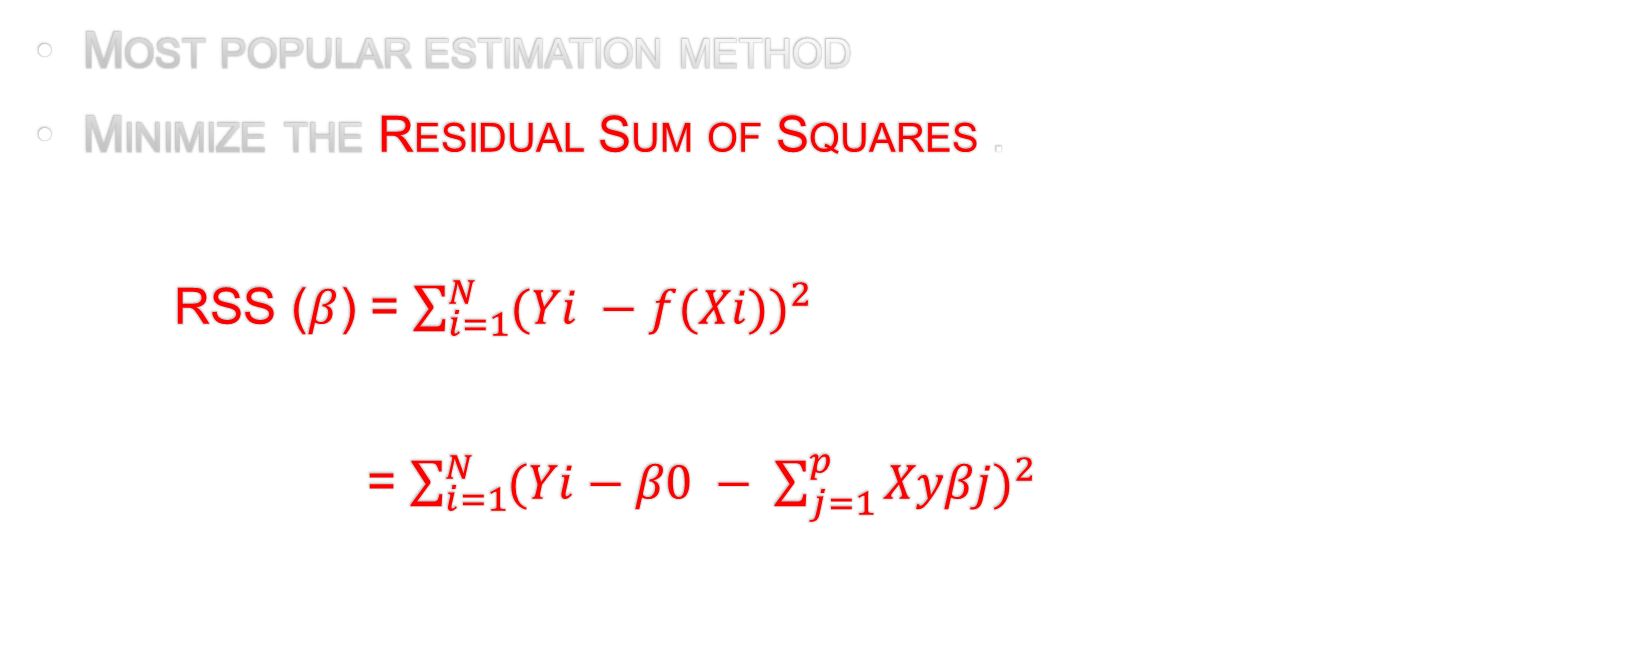 • MOST POPULAR ESTIMATION METHOD
• MINIMIZE THE RESIDUAL SUM OF SQUARES .
RSS (β) = ∑_{i=1}^{N}(Yi − f(Xi))²
= ∑_{i=1}^{N}(Yi − β0 − ∑_{j=1}^{p} Xyβj)²